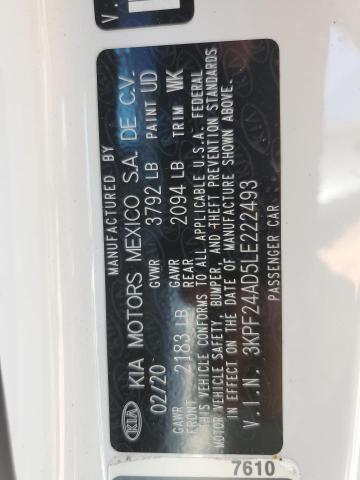 MANUFACTURED BY
KIA KIA MOTORS MEXICO S.A. DE C.V.
02/20 GVWR 3792 LB PAINT UD
GAWR FRONT 2183 LB GAWR REAR 2094 LB TRIM WK
THIS VEHICLE CONFORMS TO ALL APPLICABLE U.S.A. FEDERAL
MOTOR VEHICLE SAFETY, BUMPER, AND THEFT PREVENTION STANDARDS
IN EFFECT ON THE DATE OF MANUFACTURE SHOWN ABOVE.
V.I.N. 3KPF24AD5LE222493
PASSENGER CAR
7610